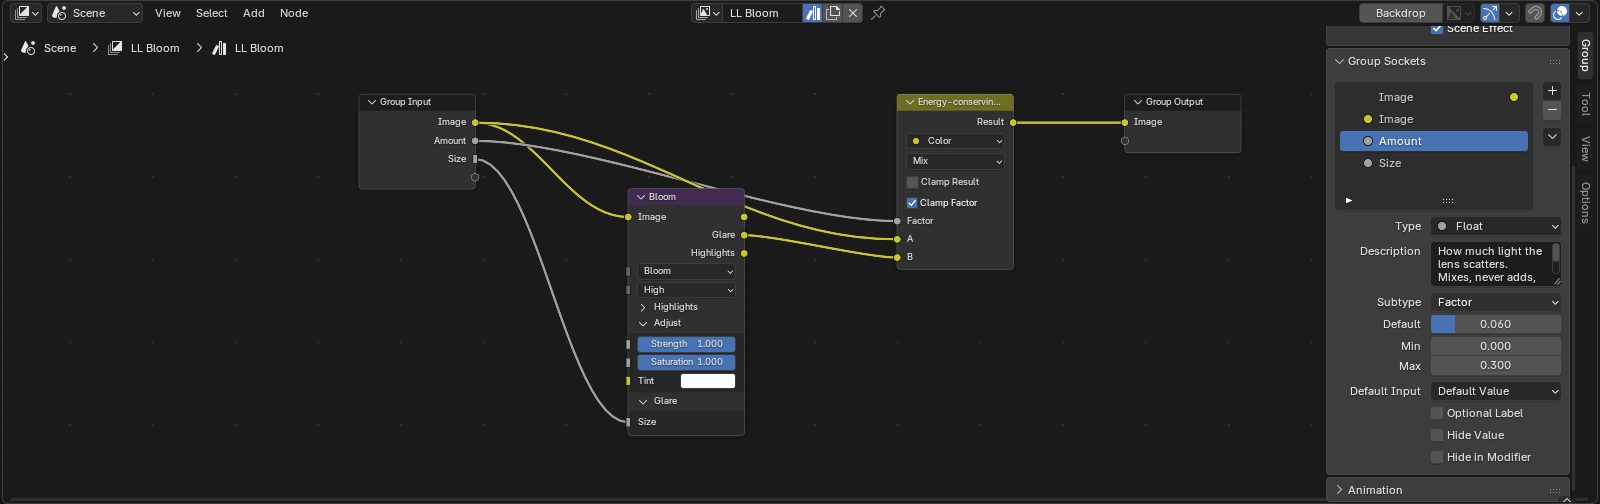 Scene
View
Select
Add
Node
LL Bloom
Backdrop
Scene
LL Bloom
LL Bloom
Group Input
Image
Amount
Size
Bloom
Image
Glare
Highlights
Bloom
High
Highlights
Adjust
Strength 1.000
Saturation 1.000
Tint
Glare
Size
Energy-conservin...
Result
Color
Mix
Clamp Result
Clamp Factor
Factor
A
B
Group Output
Image
Scene Effect
Group Sockets
Image
Image
Amount
Size
Type Float
Description How much light the
lens scatters.
Mixes, never adds,
Subtype Factor
Default 0.060
Min 0.000
Max 0.300
Default Input Default Value
Optional Label
Hide Value
Hide in Modifier
Animation
Group
Tool
View
Options